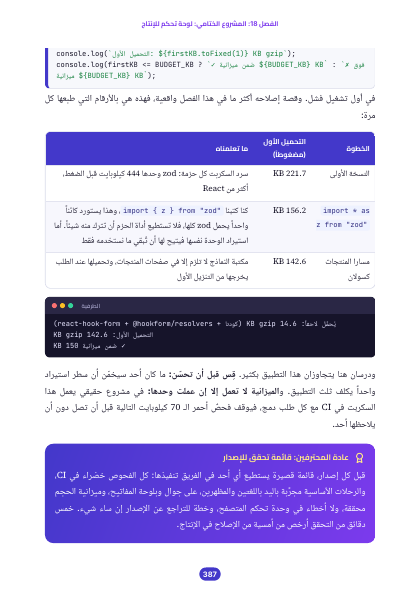 الفصل 18: المشروع الختامي: لوحة تحكم للإنتاج
console.log(`التحميل الأول: ${firstKB.toFixed(1)} KB gzip`);
console.log(firstKB <= BUDGET_KB ? `✓ ضمن ميزانية ${BUDGET_KB} KB` : `✗ فوق
ميزانية ${BUDGET_KB} KB`);
في أول تشغيل فشل. وقصة إصلاحه أكثر ما في هذا الفصل واقعية، فهذه هي بالأرقام التي طبعها كل
مرة:
الخطوة التحميل الأول (مضغوطاً) ما تعلمناه
النسخة الأولى 221.7 KB سرد السكربت كل حزمة: zod وحدها 444 كيلوبايت قبل الضغط،
أكثر من React
import * as z from "zod" 156.2 KB كنا كتبنا import { z } from "zod"، وهذا يستورد كائناً
واحداً يحمل zod كلها، فلا تستطيع أداة الحزم أن تترك منه شيئاً. أما
استيراد الوحدة نفسها فيتيح لها أن تُبقي ما نستخدمه فقط
مسارا المنتجات كسولان 142.6 KB مكتبة النماذج لا تلزم إلا في صفحات المنتجات، وتحميلها عند الطلب
يخرجها من التنزيل الأول
الطرفية
يُحمّل لاحقاً: 14.6 KB gzip (كودنا + react-hook-form + @hookform/resolvers)
التحميل الأول: 142.6 KB gzip
✓ ضمن ميزانية 150 KB
ودرسان هنا يتجاوزان هذا التطبيق بكثير. قِس قبل أن تحسّن: ما كان أحد سيخمّن أن سطر استيراد
واحداً يكلف ثلث التطبيق. والميزانية لا تعمل إلا إن عملت وحدها: في مشروع حقيقي يعمل هذا
السكربت في CI مع كل طلب دمج، فيوقف فحصٌ أحمر الـ 70 كيلوبايت التالية قبل أن تصل دون أن
يلاحظها أحد.
عادة المحترفين: قائمة تحقق للإصدار
قبل كل إصدار، قائمة قصيرة يستطيع أي أحد في الفريق تنفيذها: كل الفحوص خضراء في CI،
والرحلات الأساسية مجرّبة باليد باللغتين والمظهرين، على جوال وبلوحة المفاتيح، وميزانية الحجم
محققة، ولا أخطاء في وحدة تحكم المتصفح، وخطة للتراجع عن الإصدار إن ساء شيء. خمس
دقائق من التحقق أرخص من أمسية من الإصلاح في الإنتاج.
387